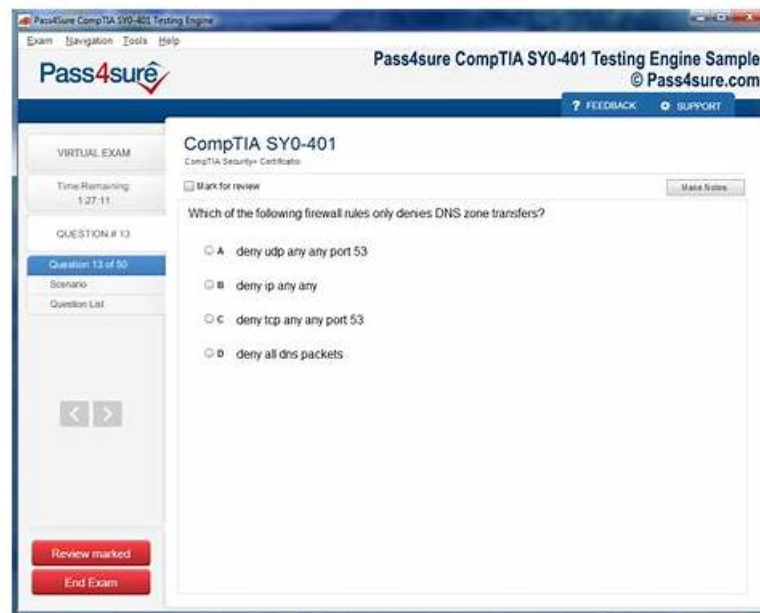 Pass4Sure CompTIA SY0-401 Testing Engine
Exam Navigation Tools Help
Pass4surê
Pass4sure CompTIA SY0-401 Testing Engine Sample
© Pass4sure.com
? FEEDBACK SUPPORT
VIRTUAL EXAM
Time Remaining
1:27:11
QUESTION # 13
Question 13 of 50
Scenario
Question List
CompTIA SY0-401
CompTIA Security+ Certificatio
Mark for review
Make Notes
Which of the following firewall rules only denies DNS zone transfers?
A deny udp any any port 53
B deny ip any any
C deny tcp any any port 53
D deny all dns packets
< >
Review marked
End Exam